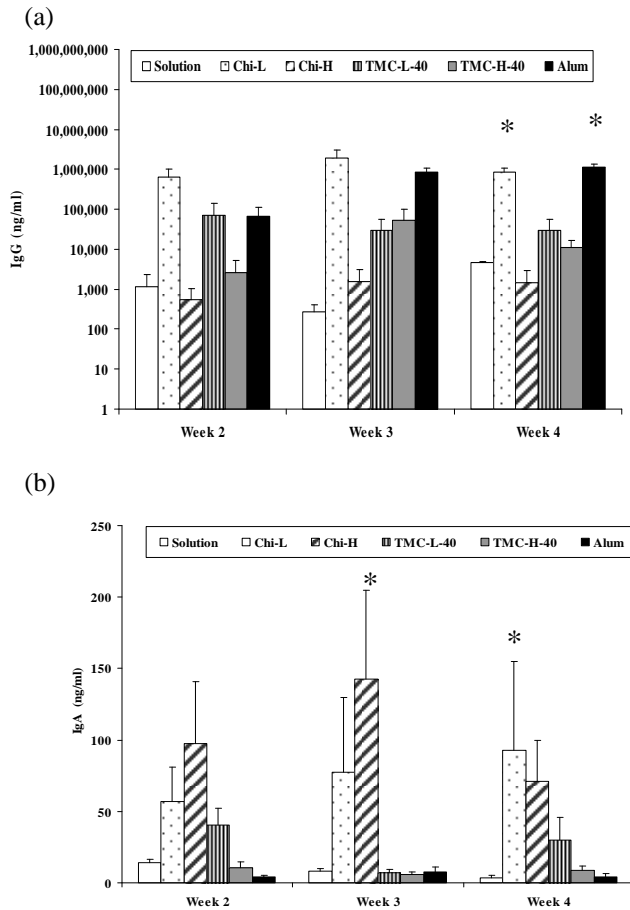 (a)
1,000,000,000
Solution Chi-L Chi-H TMC-L-40 TMC-H-40 Alum
100,000,000
10,000,000
* *
1,000,000
100,000
10,000
1,000
100
10
1
IgG (ng/ml)
Week 2 Week 3 Week 4
(b)
250
Solution Chi-L Chi-H TMC-L-40 TMC-H-40 Alum
200
* *
150
100
50
0
IgA (ng/ml)
Week 2 Week 3 Week 4